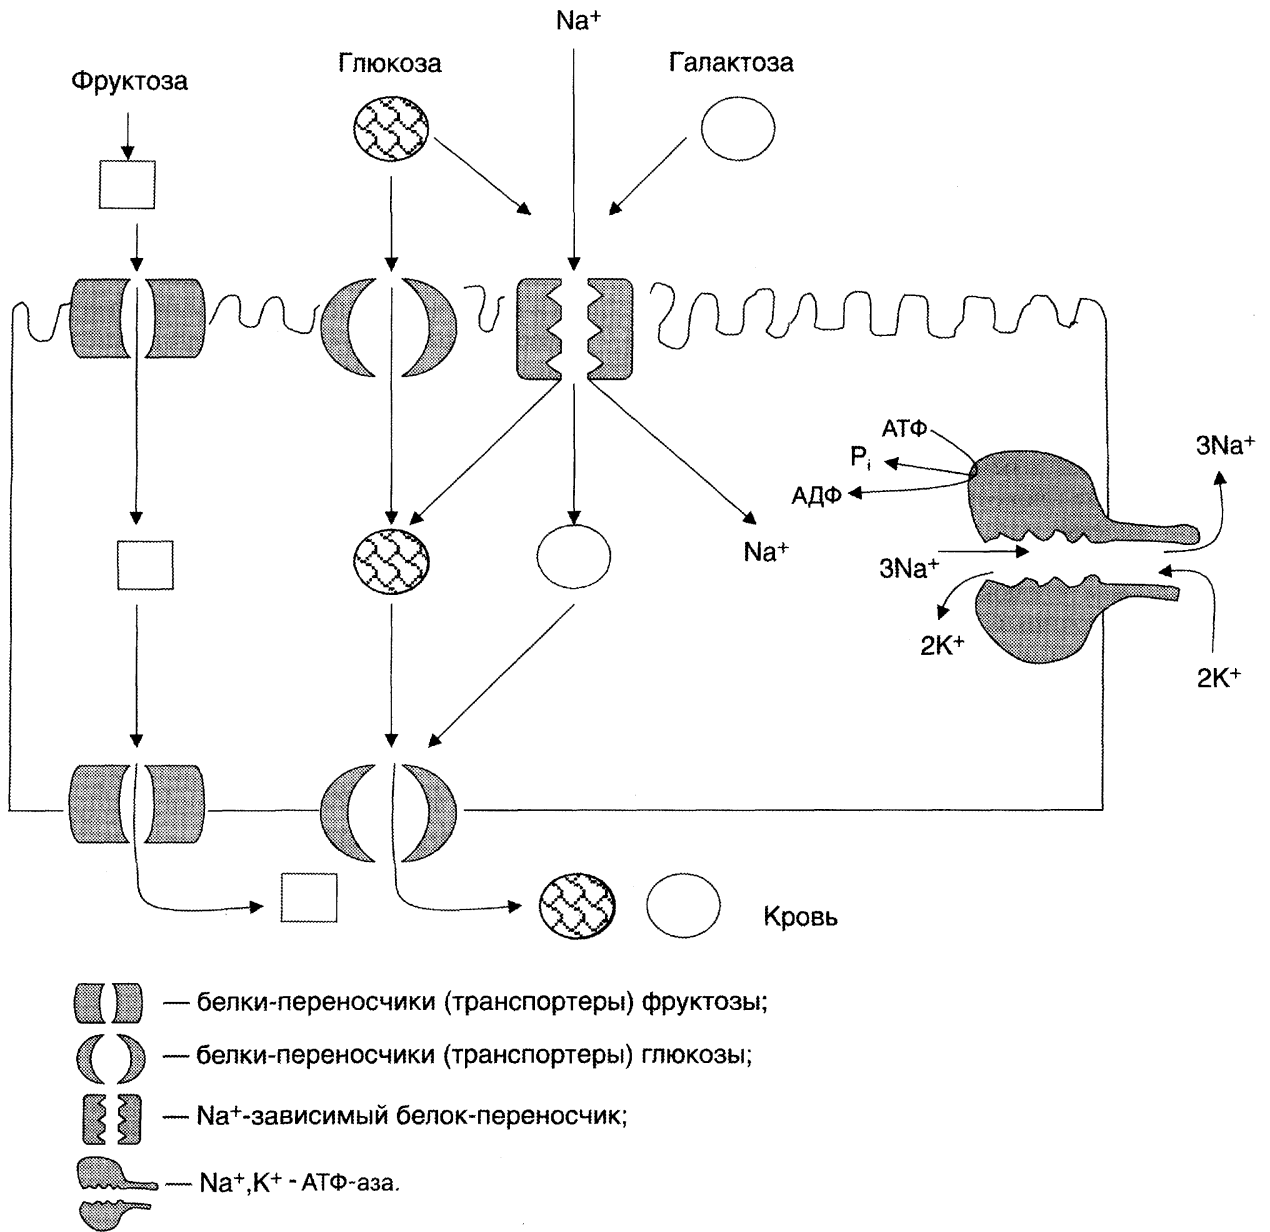 Na⁺
Глюкоза
Галактоза
Фруктоза
АТФ
Pᵢ
АДФ
3Na⁺
Na⁺
3Na⁺
2K⁺
2K⁺
Кровь
— белки-переносчики (транспортеры) фруктозы;
— белки-переносчики (транспортеры) глюкозы;
— Na⁺-зависимый белок-переносчик;
— Na⁺,K⁺ - АТФ-аза.